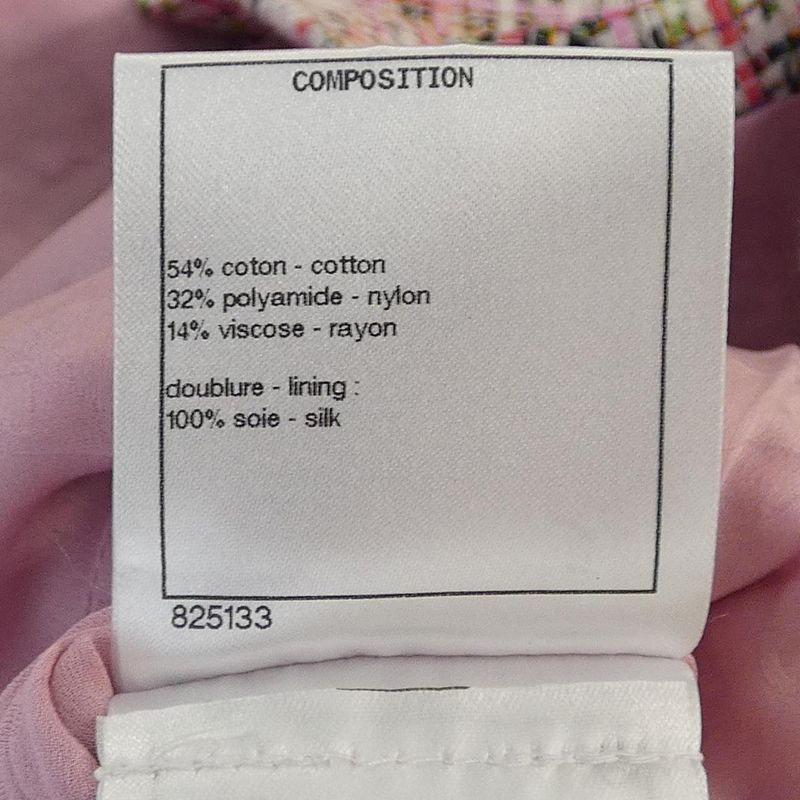 COMPOSITION
54% coton - cotton
32% polyamide - nylon
14% viscose - rayon
doublure - lining :
100% soie - silk
825133